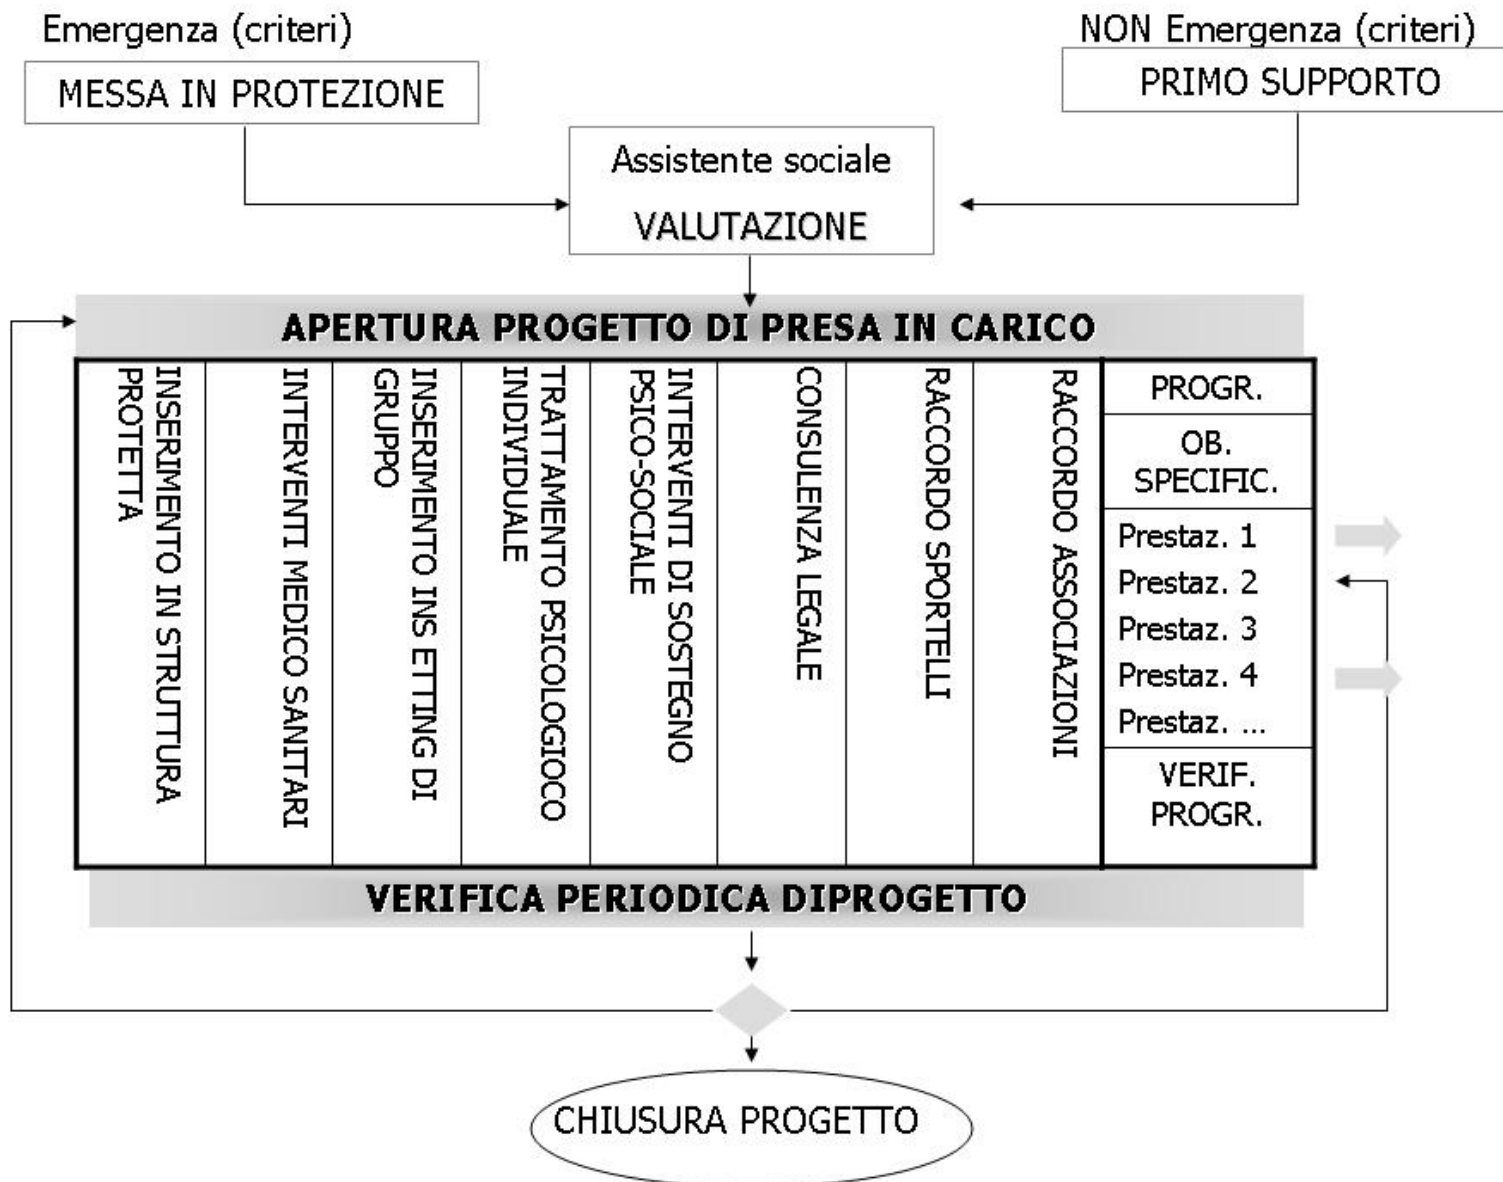 Emergenza (criteri)
NON Emergenza (criteri)
MESSA IN PROTEZIONE
PRIMO SUPPORTO
Assistente sociale
VALUTAZIONE
APERTURA PROGETTO DI PRESA IN CARICO
INSERIMENTO IN STRUTTURA
PROTETTA
INTERVENTI MEDICO SANITARI
INSERIMENTO INS ETTING DI
GRUPPO
TRATTAMENTO PSICOLOGIOCO
INDIVIDUALE
INTERVENTI DI SOSTEGNO
PSICO-SOCIALE
CONSULENZA LEGALE
RACCORDO SPORTELLI
RACCORDO ASSOCIAZIONI
PROGR.
OB.
SPECIFIC.
Prestaz. 1
Prestaz. 2
Prestaz. 3
Prestaz. 4
Prestaz. ...
VERIF.
PROGR.
VERIFICA PERIODICA DIPROGETTO
CHIUSURA PROGETTO